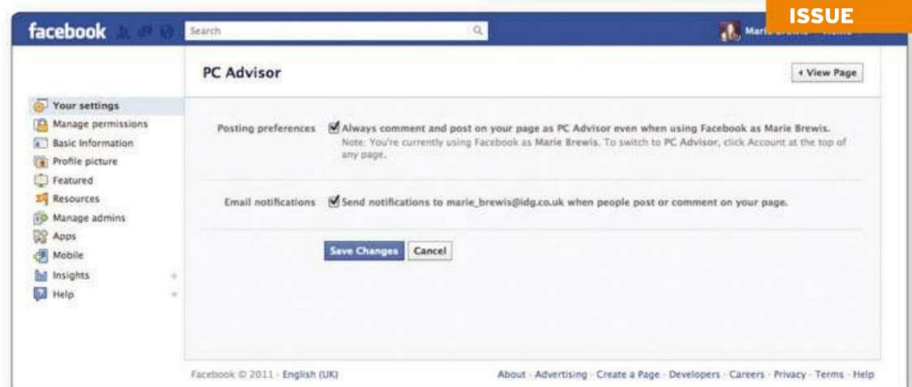 ISSUE
facebook
Search
PC Advisor
View Page
Your settings
Manage permissions
Basic Information
Profile picture
Featured
Resources
Manage admins
Apps
Mobile
Insights
Help
Posting preferences
Always comment and post on your page as PC Advisor even when using Facebook as Marie Brewis.
Note: You're currently using Facebook as Marie Brewis. To switch to PC Advisor, click Account at the top of
any page.
Email notifications
Send notifications to marie_brewis@idg.co.uk when people post or comment on your page.
Save Changes
Cancel
Facebook © 2011 · English (UK)
About · Advertising · Create a Page · Developers · Careers · Privacy · Terms · Help